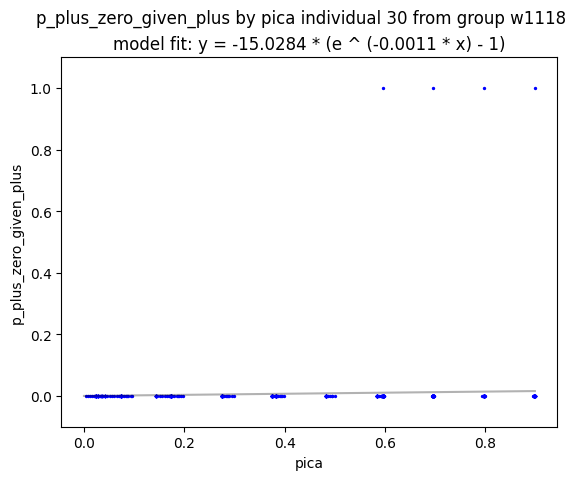 p_plus_zero_given_plus by pica individual 30 from group w1118
model fit: y = -15.0284 * (e ^ (-0.0011 * x) - 1)
1.0
0.8
0.6
0.4
0.2
0.0
p_plus_zero_given_plus
0.0 0.2 0.4 0.6 0.8
pica